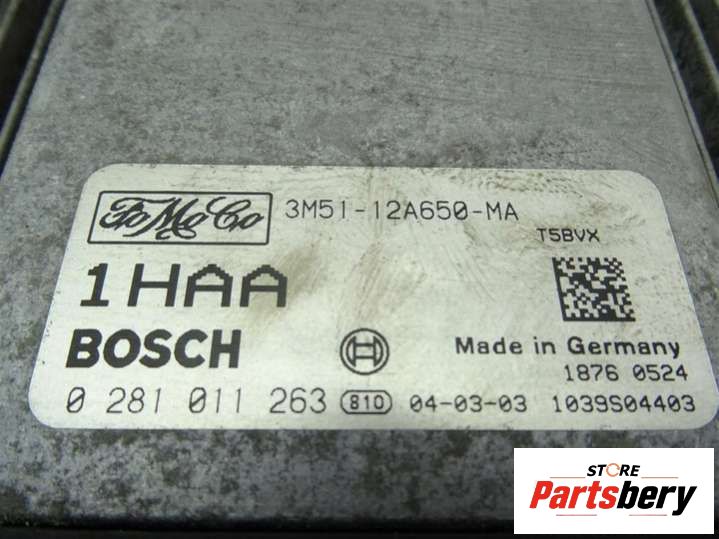 FoMoCo 3M51-12A650-MA
T5BVX
1HAA
BOSCH Made in Germany
1876 0524
0 281 011 263 810 04-03-03 1039S04403
STORE
Partsbery